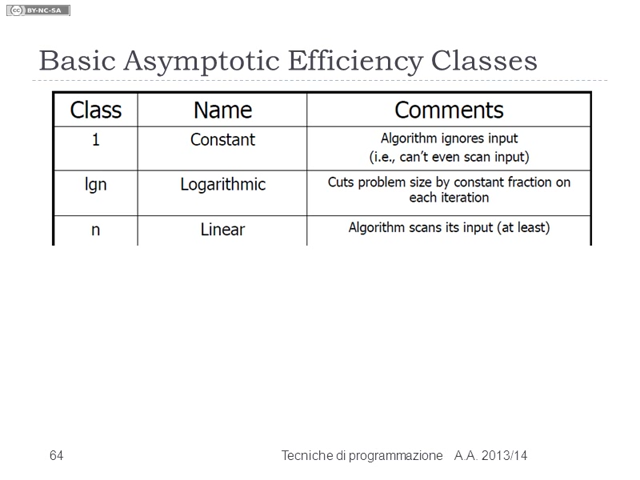 cc BY-NC-SA
Basic Asymptotic Efficiency Classes
Class Name Comments
1 Constant Algorithm ignores input
(i.e., can't even scan input)
lgn Logarithmic Cuts problem size by constant fraction on
each iteration
n Linear Algorithm scans its input (at least)
64 Tecniche di programmazione A.A. 2013/14